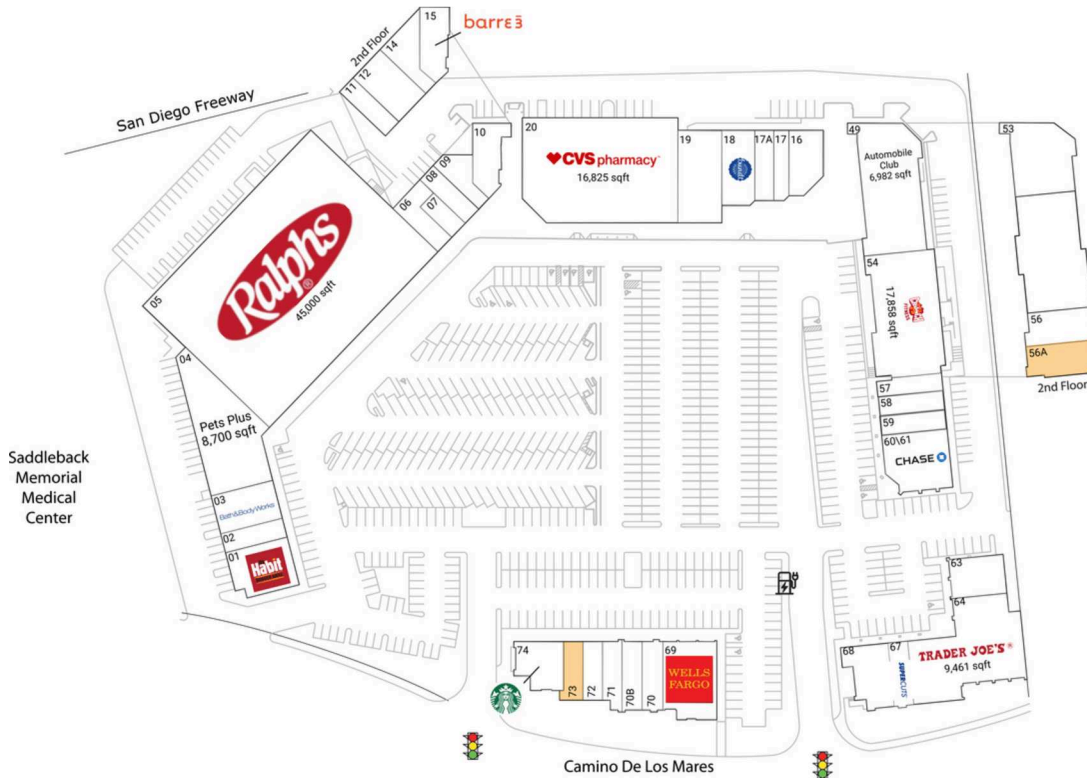 15
barrɛ3
2nd Floor
14
12
11
San Diego Freeway
10
09
08
07
06
20
CVS pharmacy
16,825 sqft
19
18
17A
17
16
49
Automobile
Club
6,982 sqft
53
Ralphs
45,000 sqft
05
54
17,858 sqft
56
56A
2nd Floor
04
Pets Plus
8,700 sqft
57
58
59
60\61
CHASE
Saddleback
Memorial
Medical
Center
03
Bath & Body Works
02
01
Habit
63
64
74
73
72
71
70B
70
69
WELLS
FARGO
68
67
SUPERCUTS
TRADER JOE'S
9,461 sqft
Camino De Los Mares